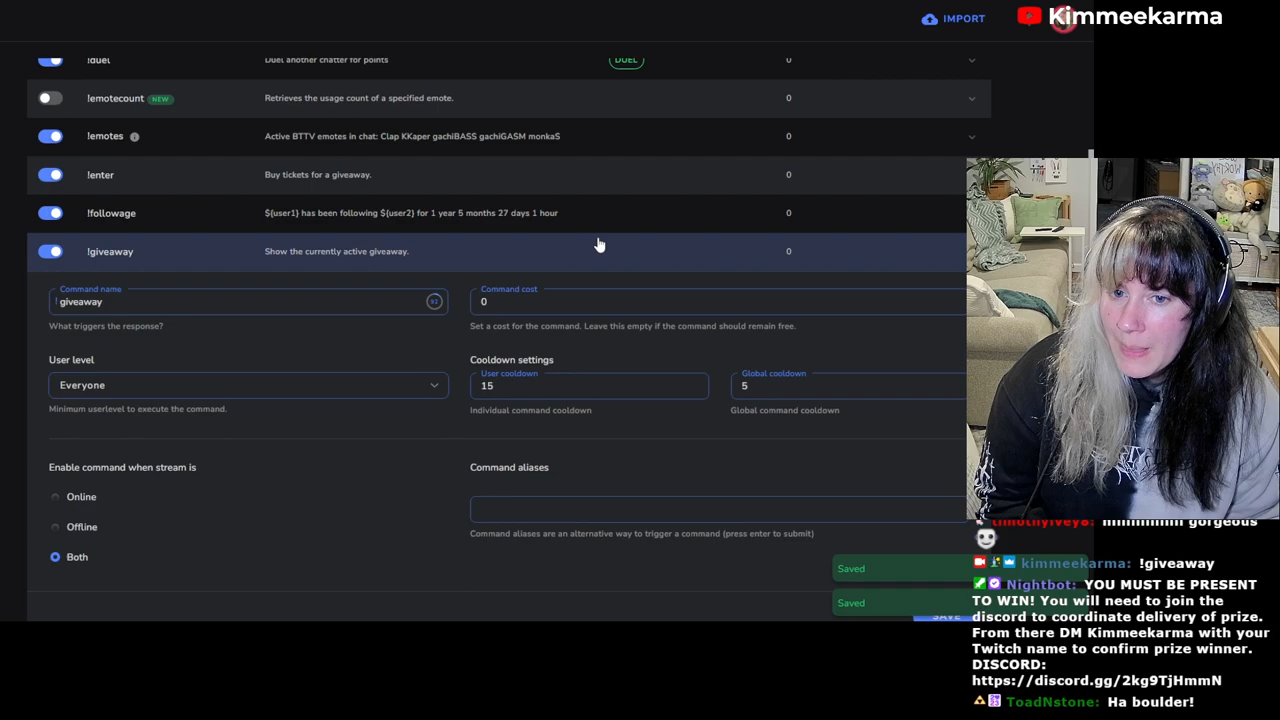 IMPORT
Kimmeekarma
!duel Duel another chatter for points DUEL 0
!emotecount NEW Retrieves the usage count of a specified emote. 0
!emotes Active BTTV emotes in chat: Clap KKaper gachiBASS gachiGASM monkaS 0
!enter Buy tickets for a giveaway. 0
!followage ${user1} has been following ${user2} for 1 year 5 months 27 days 1 hour 0
!giveaway Show the currently active giveaway. 0
Command name Command cost
! giveaway 93 0
What triggers the response? Set a cost for the command. Leave this empty if the command should remain free.
User level Cooldown settings
User cooldown Global cooldown
Everyone 15 5
Minimum userlevel to execute the command. Individual command cooldown Global command cooldown
Enable command when stream is Command aliases
Online
Offline
Command aliases are an alternative way to trigger a command (press enter to submit)
Both
Saved
Saved
SAVE
gorgeous
kimmeekarma: !giveaway
Nightbot: YOU MUST BE PRESENT
TO WIN! You will need to join the
discord to coordinate delivery of prize.
From there DM Kimmeekarma with your
Twitch name to confirm prize winner.
DISCORD:
https://discord.gg/2kg9TjHmmN
ToadNstone: Ha boulder!